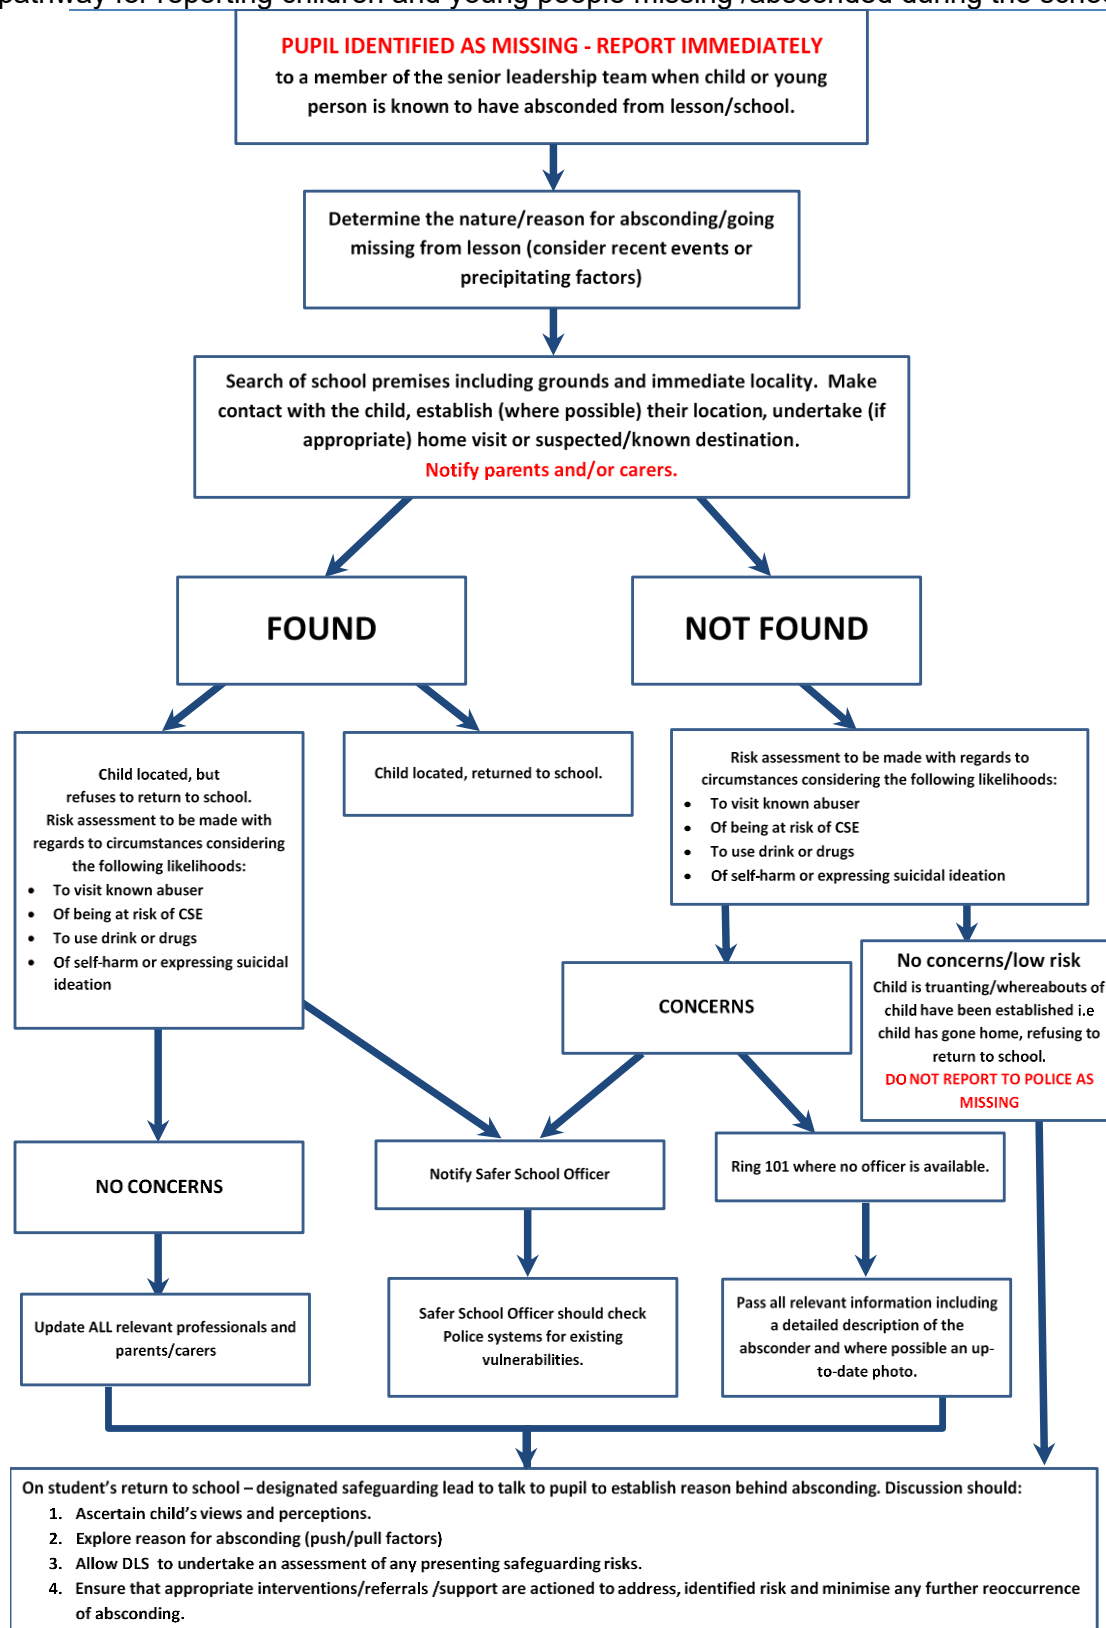 pathway for reporting children and young people missing /absconded during the
PUPIL IDENTIFIED AS MISSING - REPORT IMMEDIATELY
to a member of the senior leadership team when child or young
person is known to have absconded from lesson/school.
Determine the nature/reason for absconding/going
missing from lesson (consider recent events or
precipitating factors)
Search of school premises including grounds and immediate locality.  Make
contact with the child, establish (where possible) their location, undertake (if
appropriate) home visit or suspected/known destination.
Notify parents and/or carers.
FOUND
NOT FOUND
Child located, but
refuses to return to school.
Risk assessment to be made with
regards to circumstances considering
the following likelihoods:
• To visit known abuser
• Of being at risk of CSE
• To use drink or drugs
• Of self-harm or expressing suicidal
ideation
Child located, returned to school.
Risk assessment to be made with regards to
circumstances considering the following likelihoods:
• To visit known abuser
• Of being at risk of CSE
• To use drink or drugs
• Of self-harm or expressing suicidal ideation
CONCERNS
No concerns/low risk
Child is truanting/whereabouts of
child have been established i.e
child has gone home, refusing to
return to school.
DO NOT REPORT TO POLICE AS
MISSING
NO CONCERNS
Notify Safer School Officer
Ring 101 where no officer is available.
Update ALL relevant professionals and
parents/carers
Safer School Officer should check
Police systems for existing
vulnerabilities.
Pass all relevant information including
a detailed description of the
absconder and where possible an up-
to-date photo.
On student's return to school – designated safeguarding lead to talk to pupil to establish reason behind absconding. Discussion should:
1. Ascertain child's views and perceptions.
2. Explore reason for absconding (push/pull factors)
3. Allow DLS  to undertake an assessment of any presenting safeguarding risks.
4. Ensure that appropriate interventions/referrals /support are actioned to address, identified risk and minimise any further reoccurrence
of absconding.